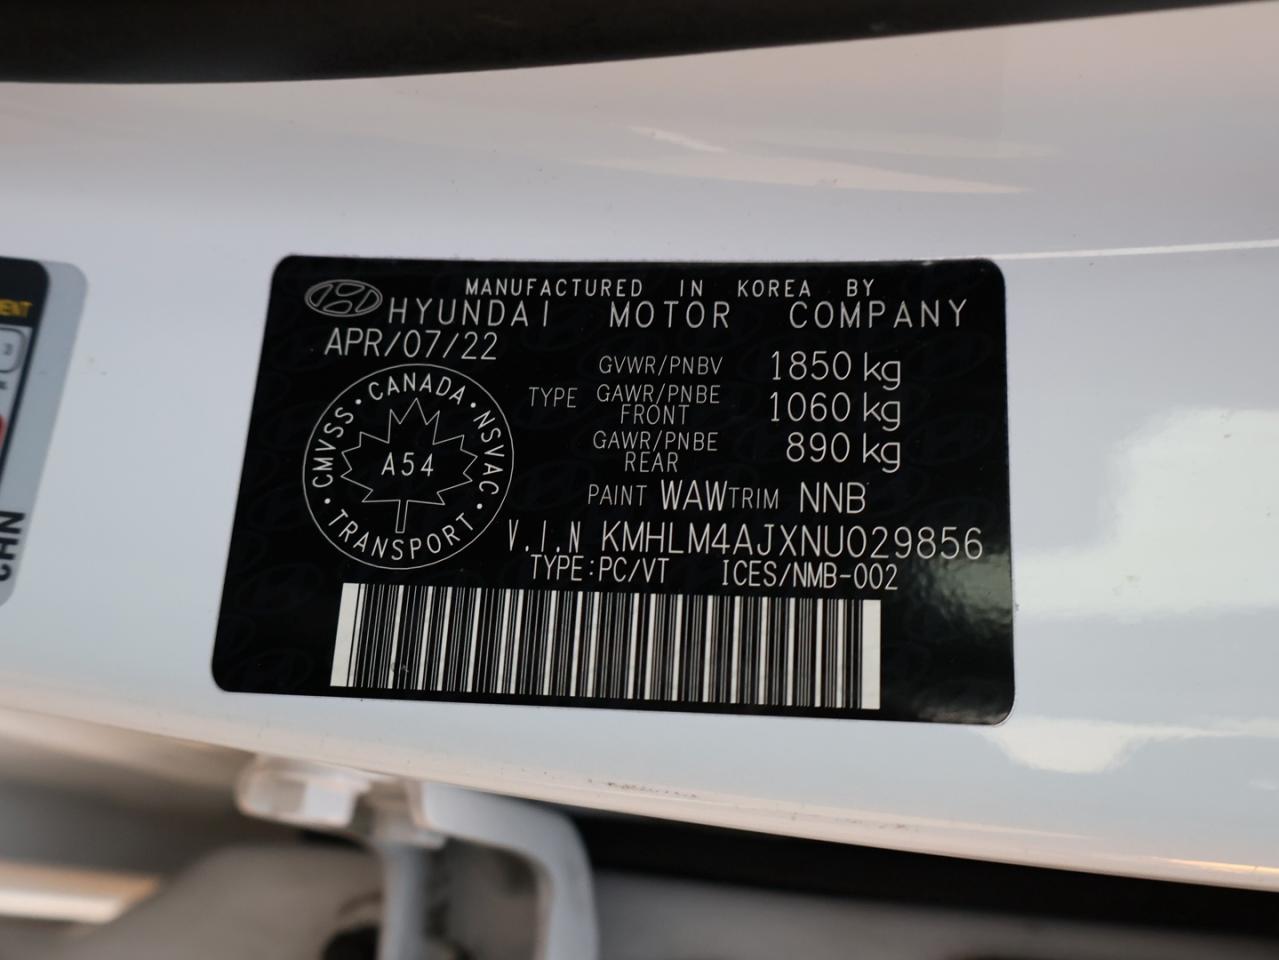 MANUFACTURED IN KOREA BY
HYUNDAI MOTOR COMPANY
APR/07/22
GVWR/PNBV 1850 kg
TYPE GAWR/PNBE FRONT 1060 kg
GAWR/PNBE REAR 890 kg
PAINT WAW TRIM NNB
V.I.N KMHLM4AJXNU029856
TYPE:PC/VT ICES/NMB-002
CMVSS · CANADA · NSVAC · TRANSPORT ·
A54